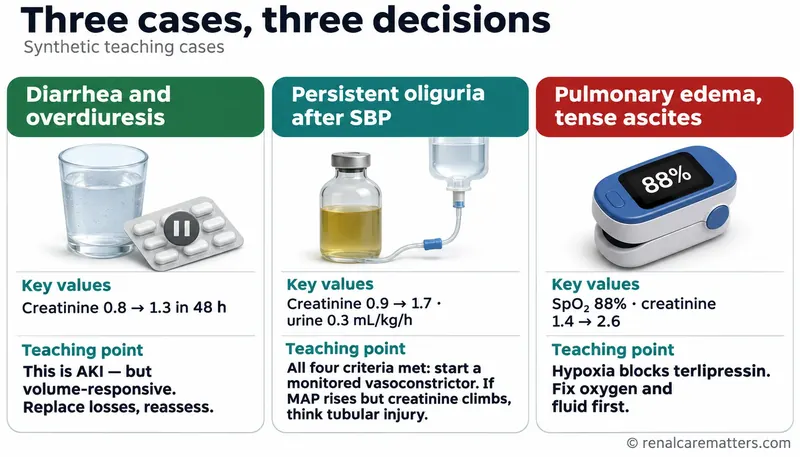 Three cases, three decisions
Synthetic teaching cases
Diarrhea and
overdiuresis
Key values
Creatinine 0.8 → 1.3 in 48 h
Teaching point
This is AKI — but
volume-responsive.
Replace losses, reassess.
Persistent oliguria
after SBP
Key values
Creatinine 0.9 → 1.7 ·
urine 0.3 mL/kg/h
Teaching point
All four criteria met: start a
monitored vasoconstrictor. If
MAP rises but creatinine climbs,
think tubular injury.
Pulmonary edema,
tense ascites
88%
Key values
SpO₂ 88% · creatinine
1.4 → 2.6
Teaching point
Hypoxia blocks terlipressin.
Fix oxygen and
fluid first.
© renalcarematters.com